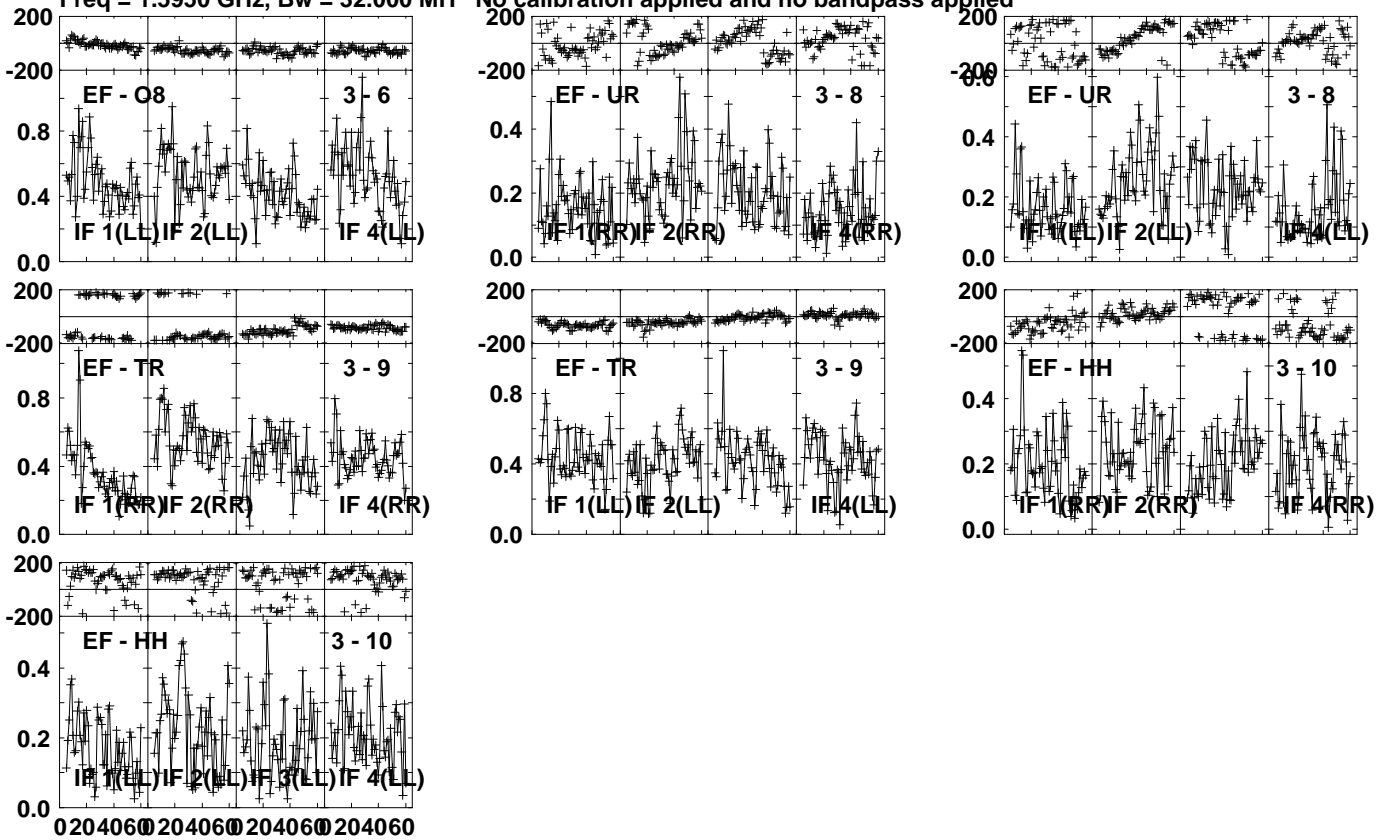 Freq = 1.5950 GHz, Bw = 32.000 MH No calibration applied and no bandpass applied
200
-200
EF - O8 3 - 6
0.8
0.4
0.0
IF 1(LL) IF 2(LL) IF 4(LL)
200
-200
EF - UR 3 - 8
0.4
0.2
0.0
IF 1(RR) IF 2(RR) IF 4(RR)
200
-200
0.6
EF - UR 3 - 8
0.4
0.2
0.0
IF 1(LL) IF 2(LL) IF 4(LL)
200
-200
EF - TR 3 - 9
0.8
0.4
0.0
IF 1(RR) IF 2(RR) IF 4(RR)
200
-200
EF - TR 3 - 9
0.8
0.4
0.0
IF 1(LL) IF 2(LL) IF 4(LL)
200
-200
EF - HH 3 - 10
0.4
0.2
0.0
IF 1(RR) IF 2(RR) IF 4(RR)
200
-200
EF - HH 3 - 10
0.4
0.2
0.0
IF 1(LL) IF 2(LL) IF 3(LL) IF 4(LL)
0 20 40 60 0 20 40 60 0 20 40 60 0 20 40 60